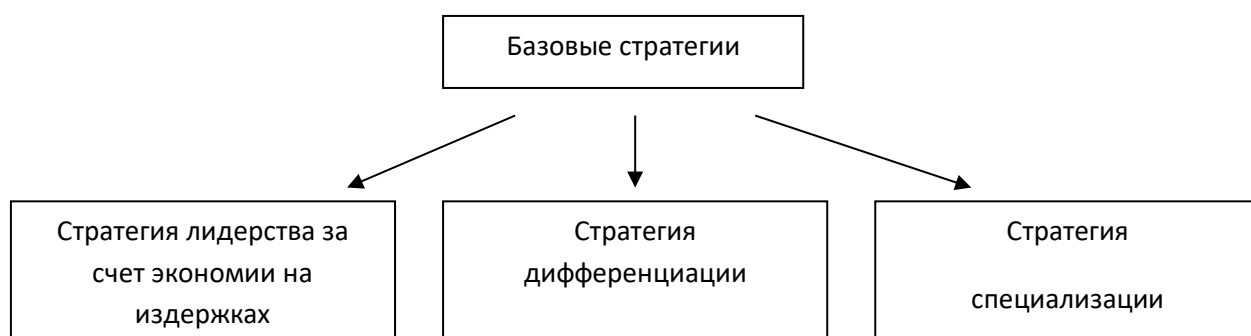 Базовые стратегии
Стратегия лидерства за
счет экономии на
издержках
Стратегия
дифференциации
Стратегия
специализации